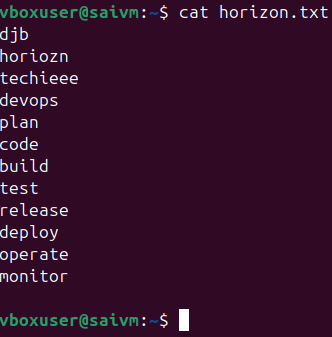 vboxuser@saivm:~$ cat horizon.txt
djb
horiozn
techieee
devops
plan
code
build
test
release
deploy
operate
monitor
vboxuser@saivm:~$